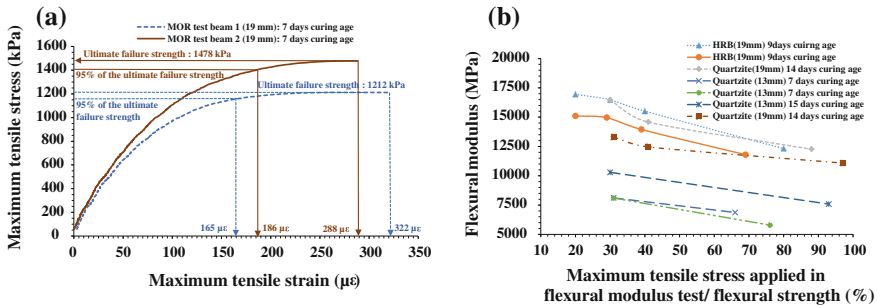 (a)
MOR test beam 1 (19 mm): 7 days curing age
MOR test beam 2 (19 mm): 7 days curing age
Maximum tensile stress (kPa)
1600
1400
1200
1000
800
600
400
200
0
Ultimate failure strength : 1478 kPa
95% of the ultimate failure strength
Ultimate failure strength : 1212 kPa
95% of the ultimate
failure strength
165 µε
186 µε
288 µε
322 µε
0
50
100
150
200
250
300
350
Maximum tensile strain (µε)
(b)
HRB(19mm) 9days cuirng age
HRB(19mm) 9days curing age
Quartzite(19mm) 14 days curing age
Quartzite (13mm) 7 days curing age
Quartzite (13mm) 7 days curing age
Quartzite (13mm) 15 days curing age
Quartzite (19mm) 14 days curing age
Flexural modulus (MPa)
20000
17500
15000
12500
10000
7500
5000
10
20
30
40
50
60
70
80
90
100
Maximum tensile stress applied in
flexural modulus test/ flexural strength (%)